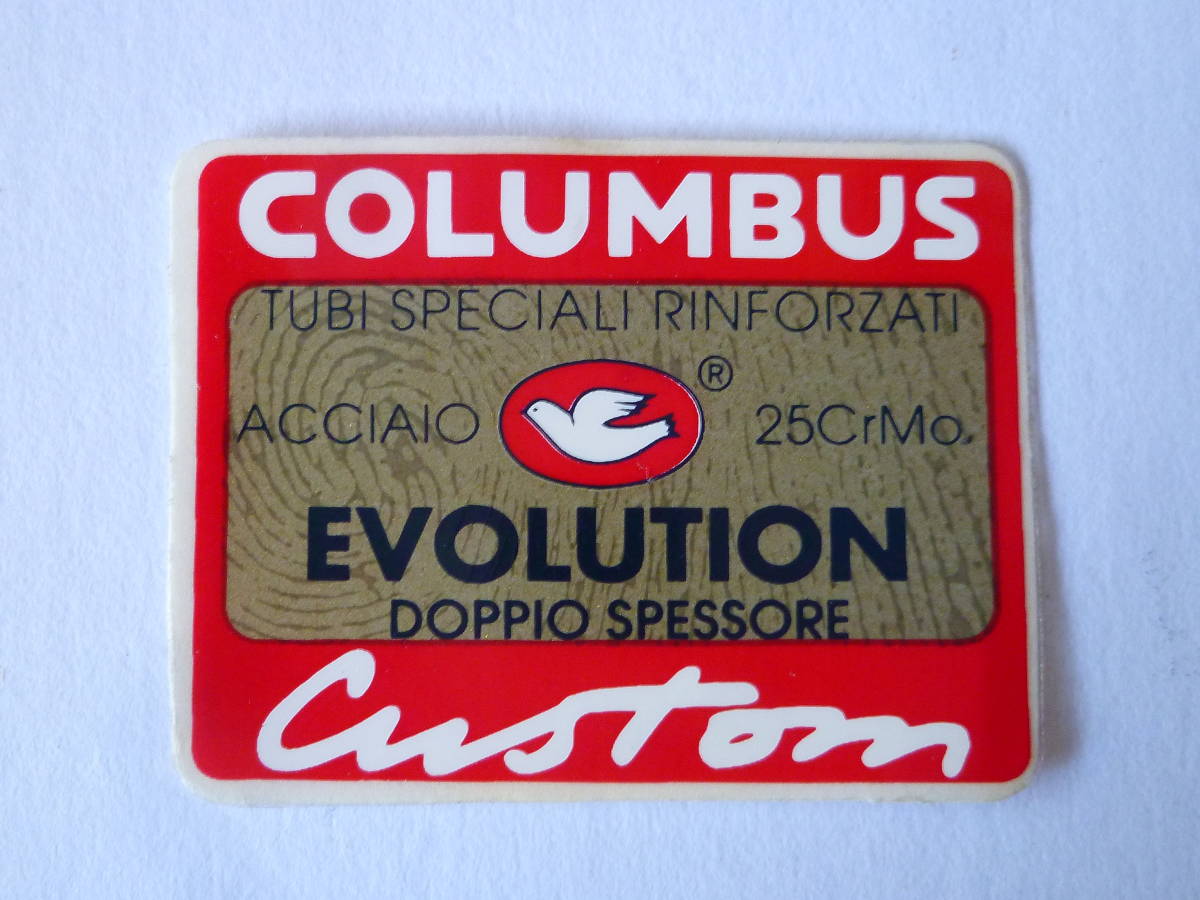 COLUMBUS
TUBI SPECIALI RINFORZATI
ACCIAIO ® 25CrMo.
EVOLUTION
DOPPIO SPESSORE
Custom